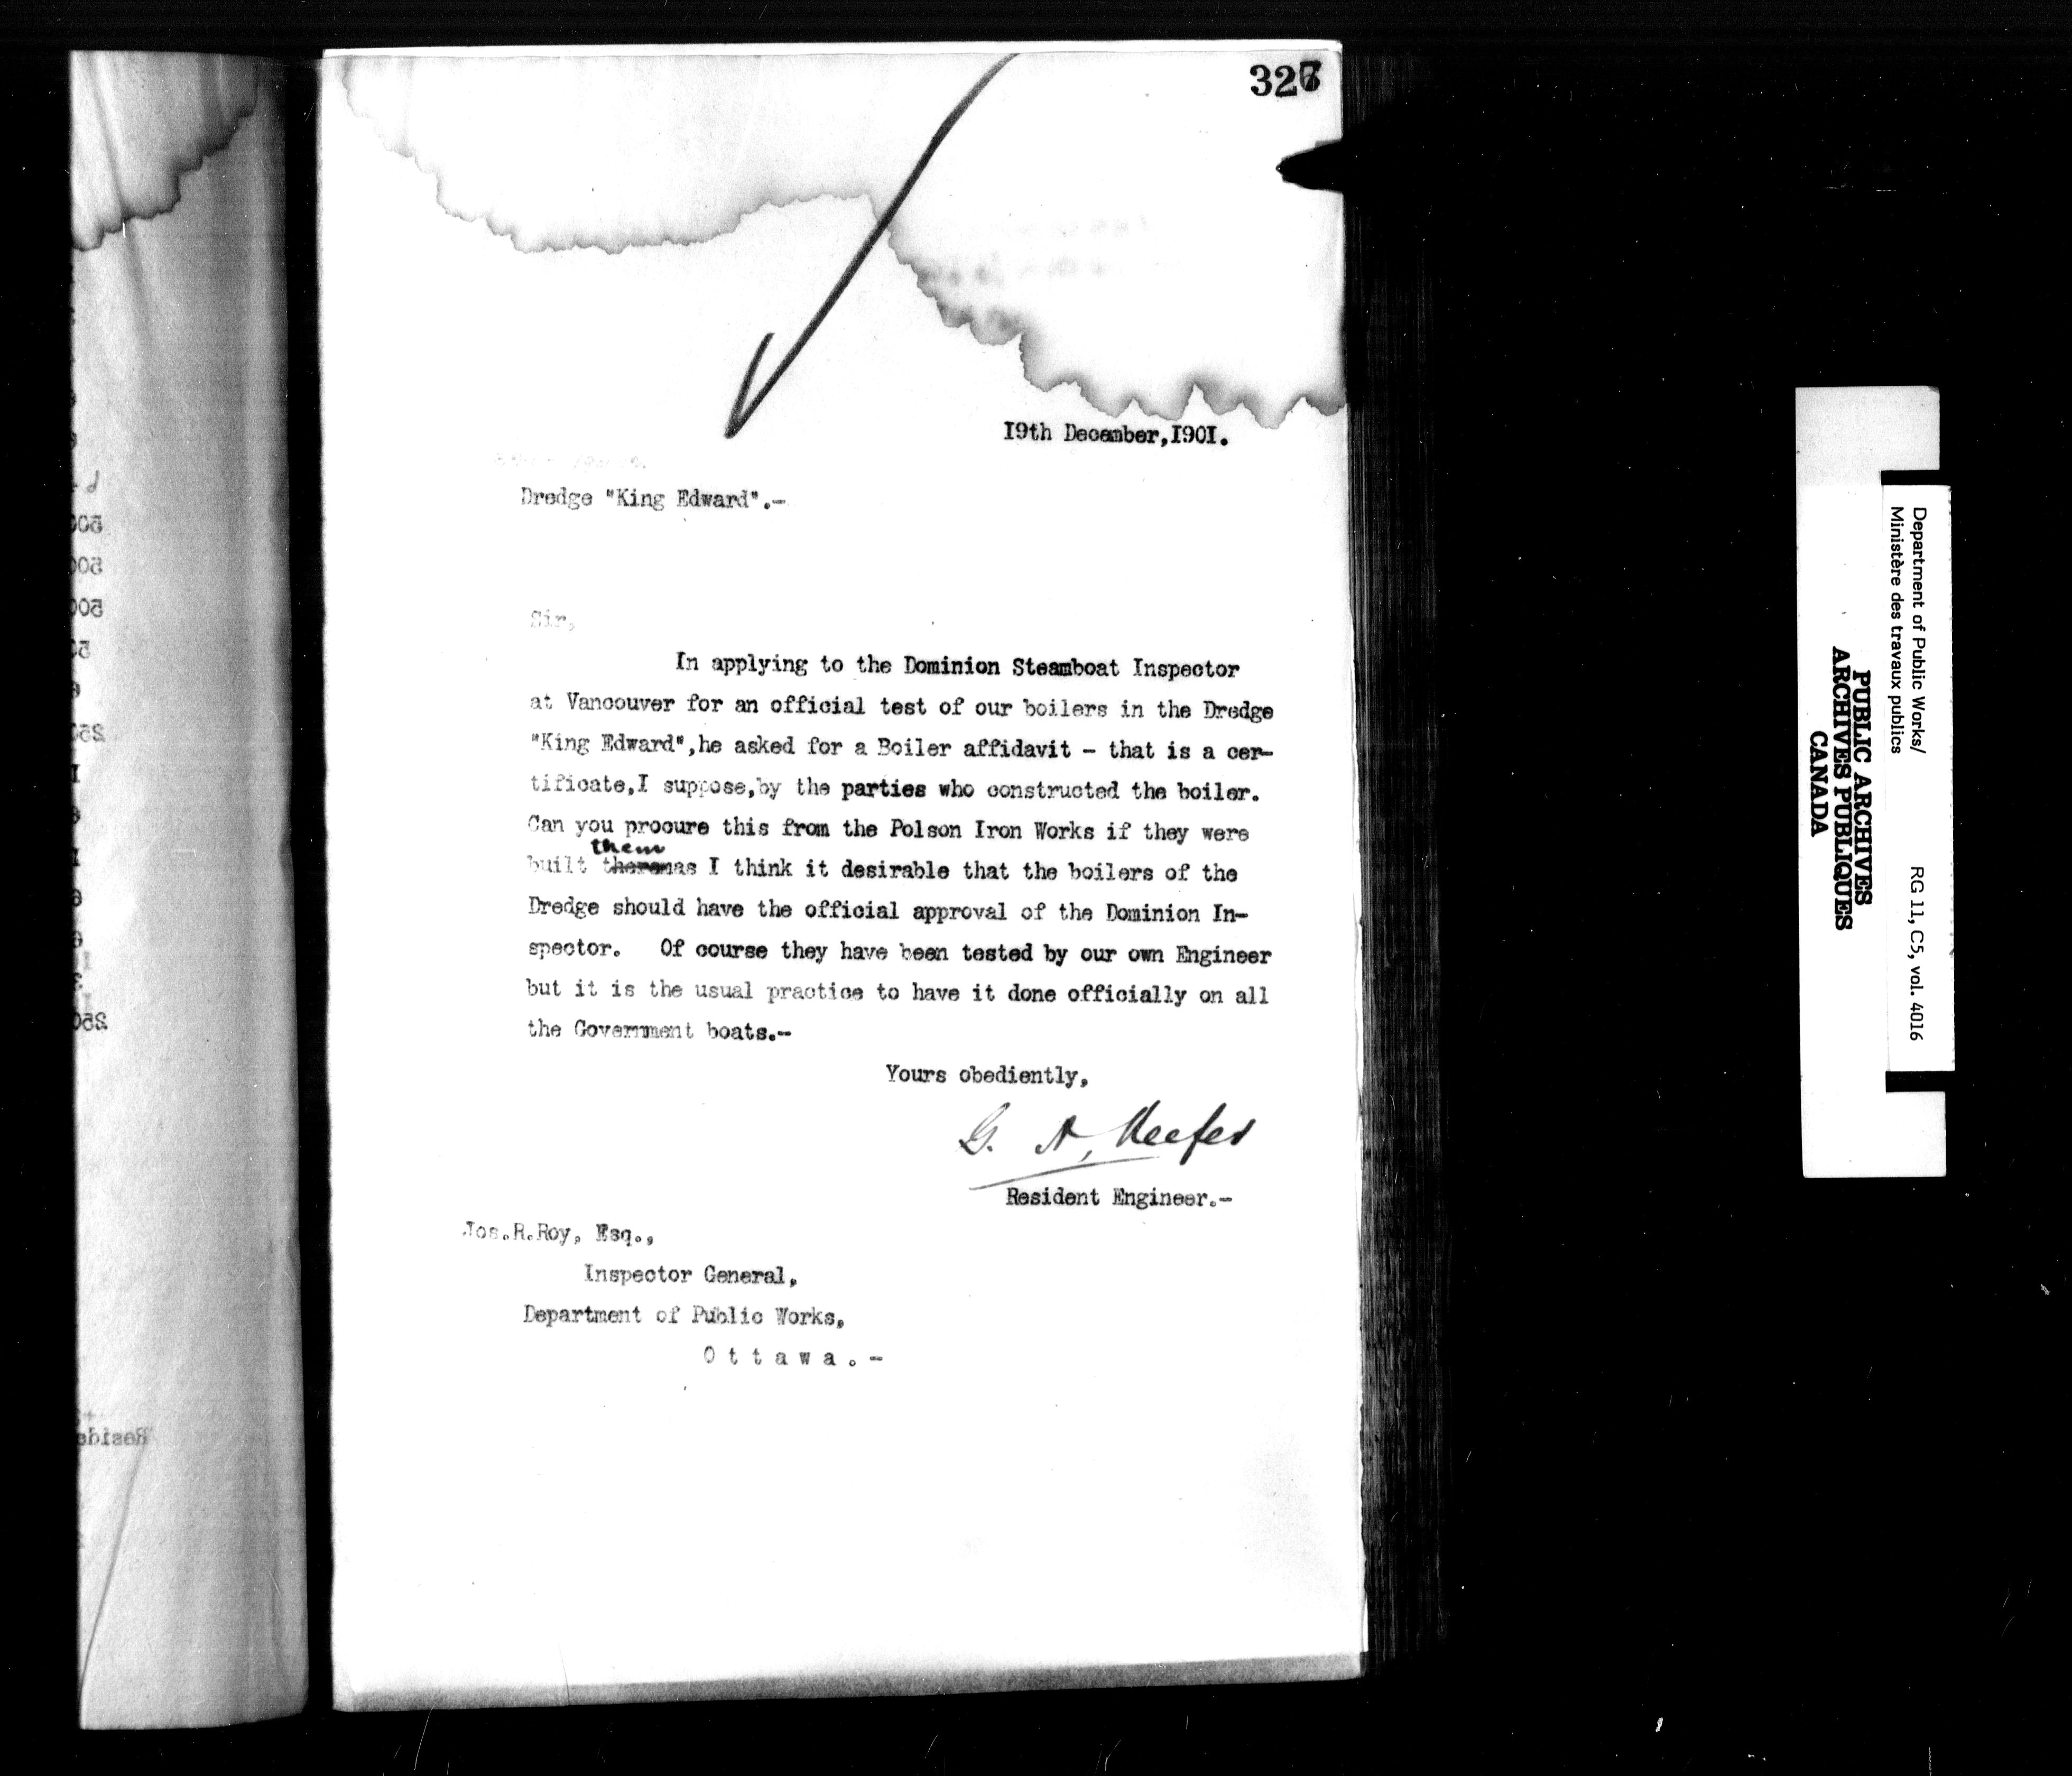 19th December,1901.
Dredge "King Edward".-
Sir,
In applying to the Dominion Steamboat Inspector
at Vancouver for an official test of our boilers in the Dredge
"King Edward",he asked for a Boiler affidavit - that is a cer-
tificate,I suppose,by the parties who constructed the boiler.
Can you procure this from the Polson Iron Works if they were
them
built as I think it desirable that the boilers of the
Dredge should have the official approval of the Dominion In-
spector. Of course they have been tested by our own Engineer
but it is the usual practice to have it done officially on all
the Government boats.--
Yours obediently,
G. A. Keefer
Resident Engineer.-
Jos.R.Roy, Esq.,
Inspector General,
Department of Public Works,
Ottawa.-
Department of Public Works/
Ministère des travaux publics
RG 11, C5, vol. 4016
PUBLIC ARCHIVES
ARCHIVES PUBLIQUES
CANADA